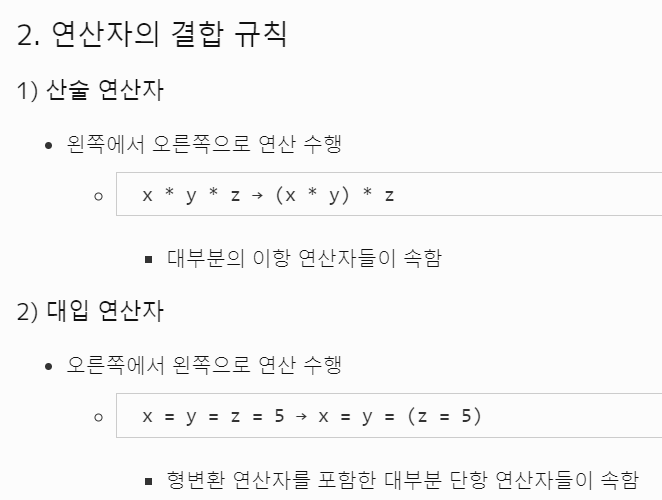 2. 연산자의 결합 규칙
1) 산술 연산자
• 왼쪽에서 오른쪽으로 연산 수행
x * y * z → (x * y) * z
대부분의 이항 연산자들이 속함
2) 대입 연산자
• 오른쪽에서 왼쪽으로 연산 수행
x = y = z = 5 → x = y = (z = 5)
형변환 연산자를 포함한 대부분 단항 연산자들이 속함